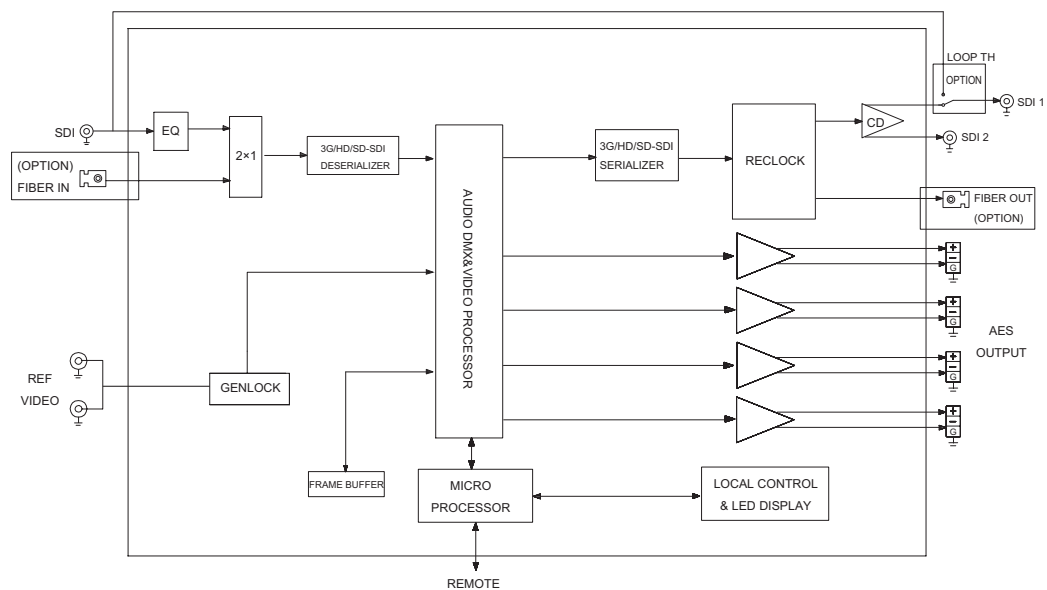 LOOP TH
OPTION
SDI 1
SDI
EQ
CD
SDI 2
2×1
3G/HD/SD-SDI
DESERIALIZER
3G/HD/SD-SDI
SERIALIZER
RECLOCK
(OPTION)
FIBER IN
FIBER OUT
(OPTION)
AUDIO DMX&VIDEO PROCESSOR
+
−
G
+
−
G
AES
OUTPUT
+
−
G
+
−
G
REF
VIDEO
GENLOCK
FRAME BUFFER
MICRO
PROCESSOR
LOCAL CONTROL
& LED DISPLAY
REMOTE